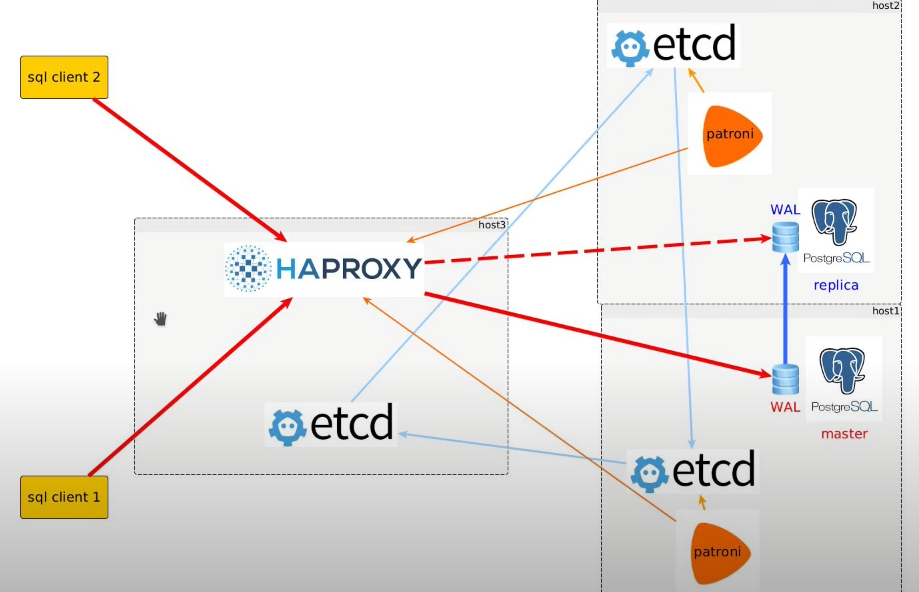 host2
etcd
sql client 2
patroni
WAL
PostgreSQL
replica
host3
HAPROXY
host1
WAL
PostgreSQL
master
etcd
etcd
sql client 1
patroni